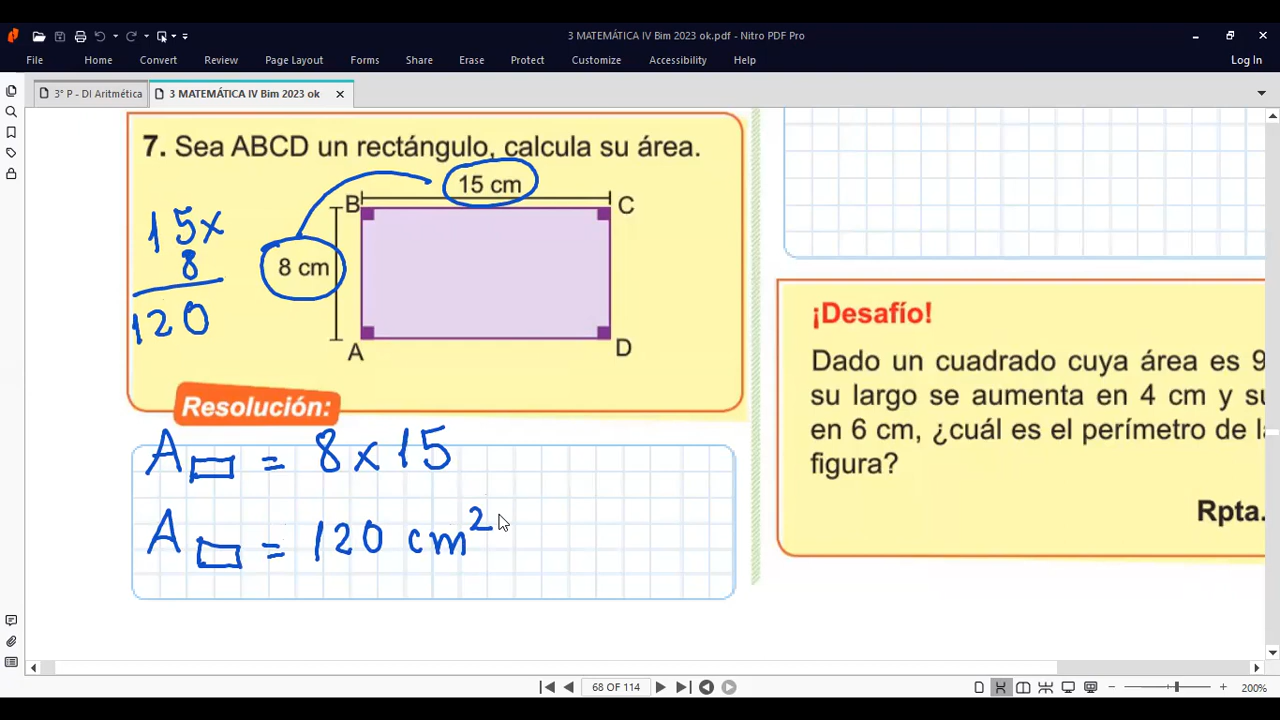 3 MATEMÁTICA IV Bim 2023 ok.pdf - Nitro PDF Pro
File Home Convert Review Page Layout Forms Share Erase Protect Customize Accessibility Help Log In
3° P - DI Aritmética
3 MATEMÁTICA IV Bim 2023 ok
7. Sea ABCD un rectángulo, calcula su área.
15 cm
B
C
8 cm
A
D
15x
8
120
Resolución:
A▭ = 8 x 15
A▭ = 120 cm²
¡Desafío!
Dado un cuadrado cuya área es 9
su largo se aumenta en 4 cm y su
en 6 cm, ¿cuál es el perímetro de l
figura?
Rpta.
68 OF 114
200%